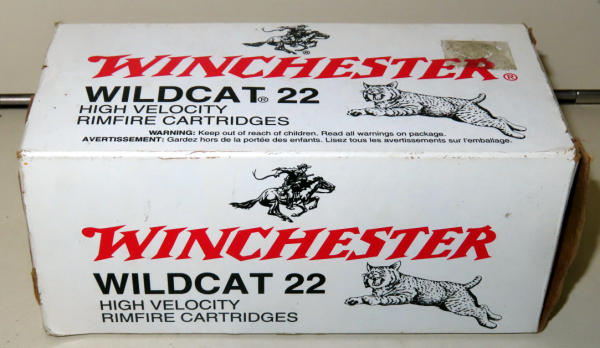 WINCHESTER®
WILDCAT® 22
HIGH VELOCITY
RIMFIRE CARTRIDGES
WARNING: Keep out of reach of children. Read all warnings on package.
AVERTISSEMENT: Gardez hors de la portée des enfants. Lisez tous les avertissements sur l'emballage.
WINCHESTER
WILDCAT 22
HIGH VELOCITY
RIMFIRE CARTRIDGES